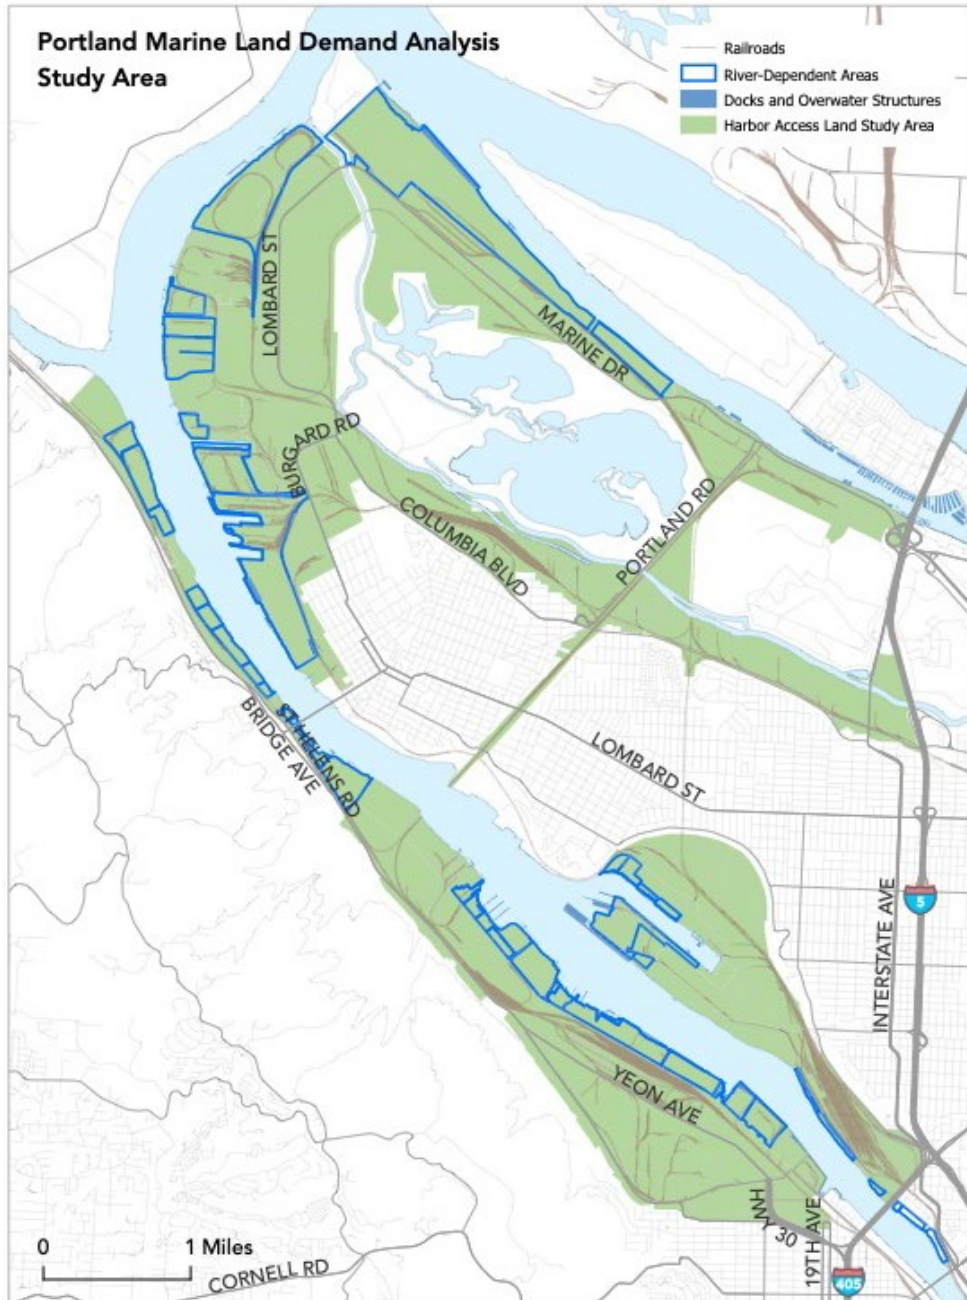 Portland Marine Land Demand Analysis
Study Area
Railroads
River-Dependent Areas
Docks and Overwater Structures
Harbor Access Land Study Area
LOMBARD ST
MARINE DR
BURGARD RD
COLUMBIA BLVD
PORTLAND RD
ST HELENS RD
BRIDGE AVE
LOMBARD ST
INTERSTATE AVE
5
YEON AVE
HWY 30
19TH AVE
405
0 1 Miles
CORNELL RD